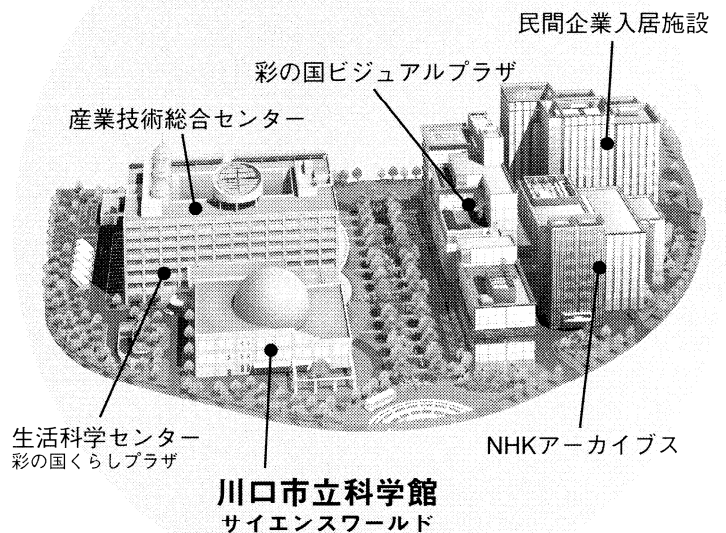 民間企業入居施設
彩の国ビジュアルプラザ
産業技術総合センター
生活科学センター
彩の国くらしプラザ
NHKアーカイブス
川口市立科学館
サイエンスワールド